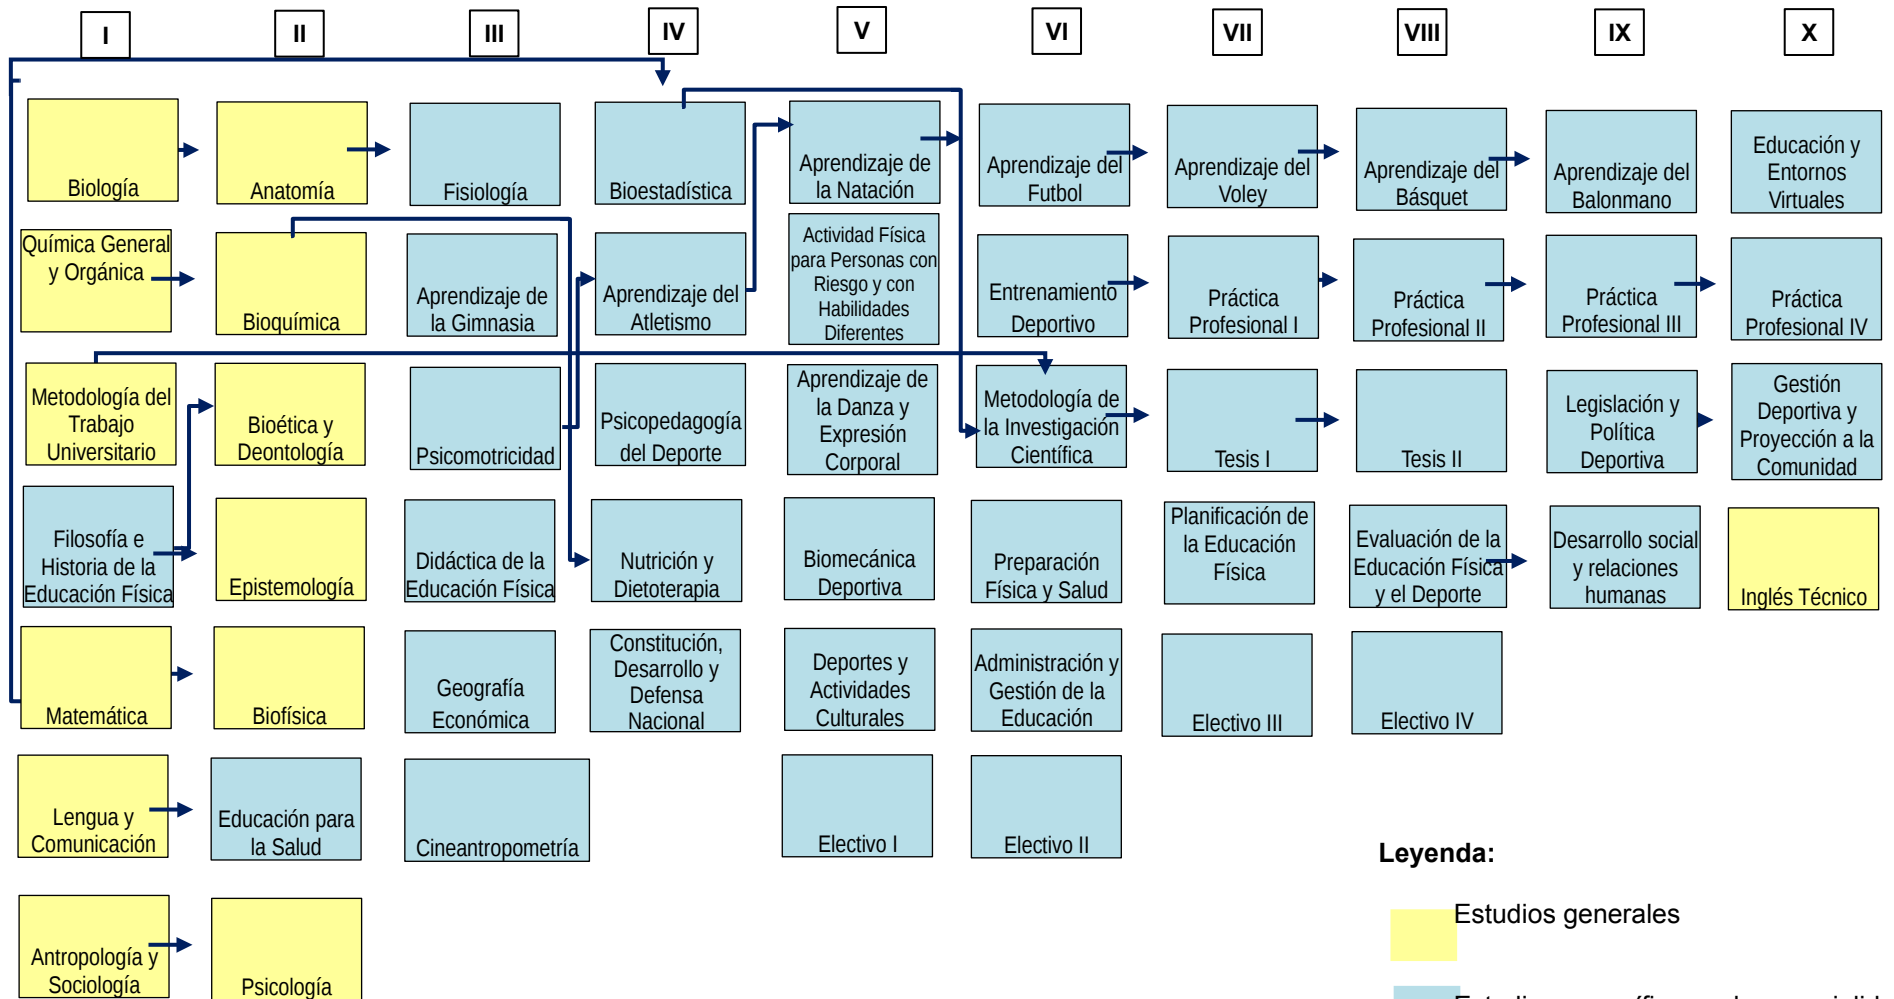 I II III IV V VI VII VIII IX X
Biología
Anatomía
Fisiología
Bioestadística
Aprendizaje de
la Natación
Aprendizaje del
Futbol
Aprendizaje del
Voley
Aprendizaje del
Básquet
Aprendizaje del
Balonmano
Educación y
Entornos
Virtuales
Química General
y Orgánica
Bioquímica
Aprendizaje de
la Gimnasia
Aprendizaje del
Atletismo
Actividad Física
para Personas con
Riesgo y con
Habilidades
Diferentes
Entrenamiento
Deportivo
Práctica
Profesional I
Práctica
Profesional II
Práctica
Profesional III
Práctica
Profesional IV
Metodología del
Trabajo
Universitario
Bioética y
Deontología
Psicomotricidad
Psicopedagogía
del Deporte
Aprendizaje de
la Danza y
Expresión
Corporal
Metodología de
la Investigación
Científica
Tesis I
Tesis II
Legislación y
Política
Deportiva
Gestión
Deportiva y
Proyección a la
Comunidad
Filosofía e
Historia de la
Educación Física
Epistemología
Didáctica de la
Educación Física
Nutrición y
Dietoterapia
Biomecánica
Deportiva
Preparación
Física y Salud
Planificación de
la Educación
Física
Evaluación de la
Educación Física
y el Deporte
Desarrollo social
y relaciones
humanas
Inglés Técnico
Matemática
Biofísica
Geografía
Económica
Constitución,
Desarrollo y
Defensa
Nacional
Deportes y
Actividades
Culturales
Administración y
Gestión de la
Educación
Electivo III
Electivo IV
Lengua y
Comunicación
Educación para
la Salud
Cineantropometría
Electivo I
Electivo II
Antropología y
Sociología
Psicología
Leyenda:
Estudios generales